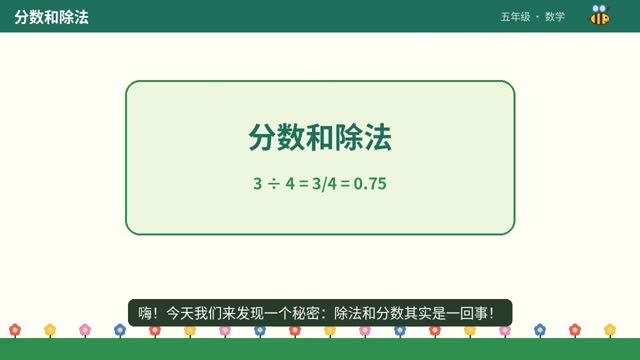 分数和除法
五年级 · 数学
分数和除法
3 ÷ 4 = 3/4 = 0.75
嗨！今天我们来发现一个秘密：除法和分数其实是一回事！